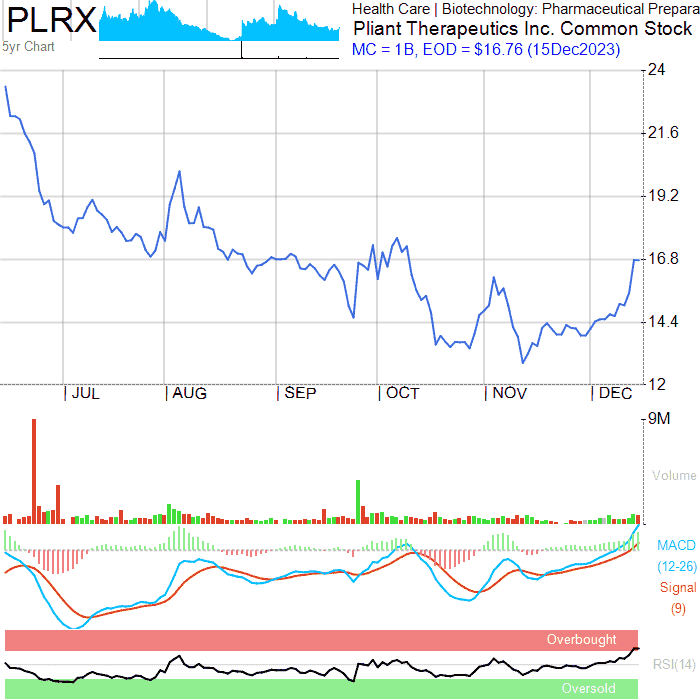 PLRX
5yr Chart
Health Care | Biotechnology: Pharmaceutical Prepara
Pliant Therapeutics Inc. Common Stock
MC = 1B, EOD = $16.76 (15Dec2023)
24
21.6
19.2
16.8
14.4
12
JUL AUG SEP OCT NOV DEC
9M
Volume
MACD
(12-26)
Signal
(9)
Overbought
RSI(14)
Oversold